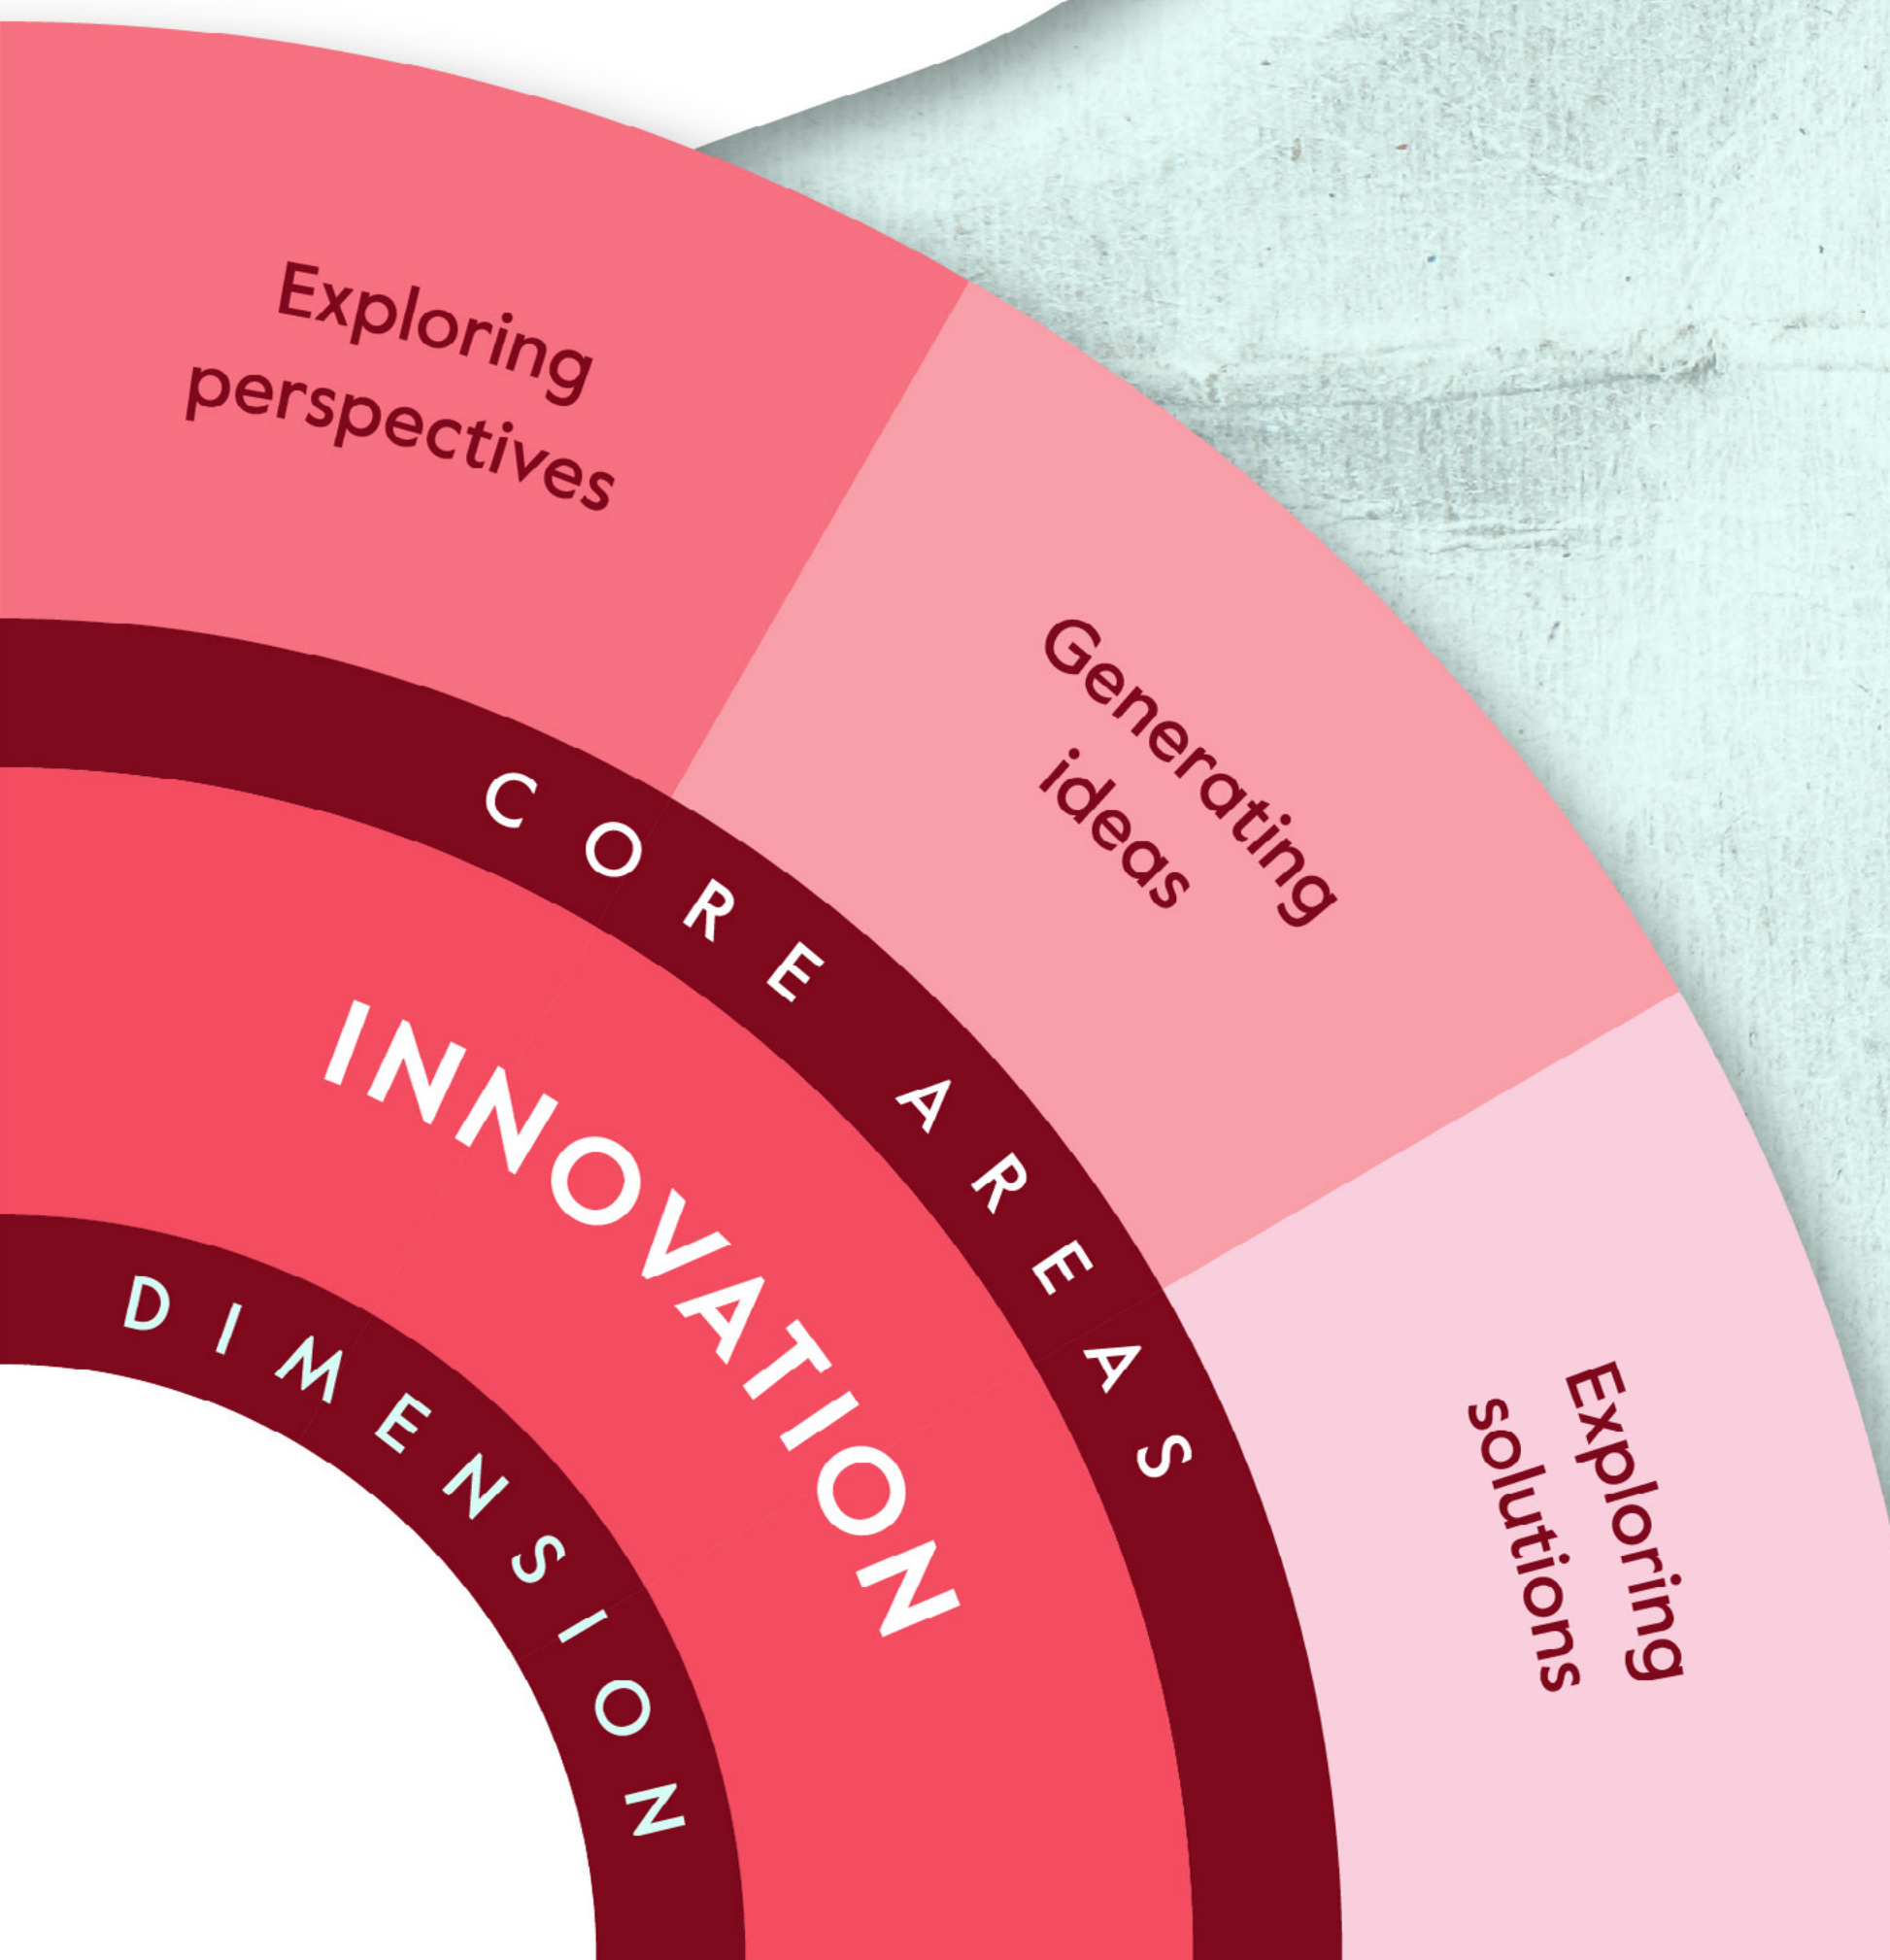 Exploring
perspectives
Generating
ideas
Exploring
solutions
CORE AREAS
INNOVATION
DIMENSION